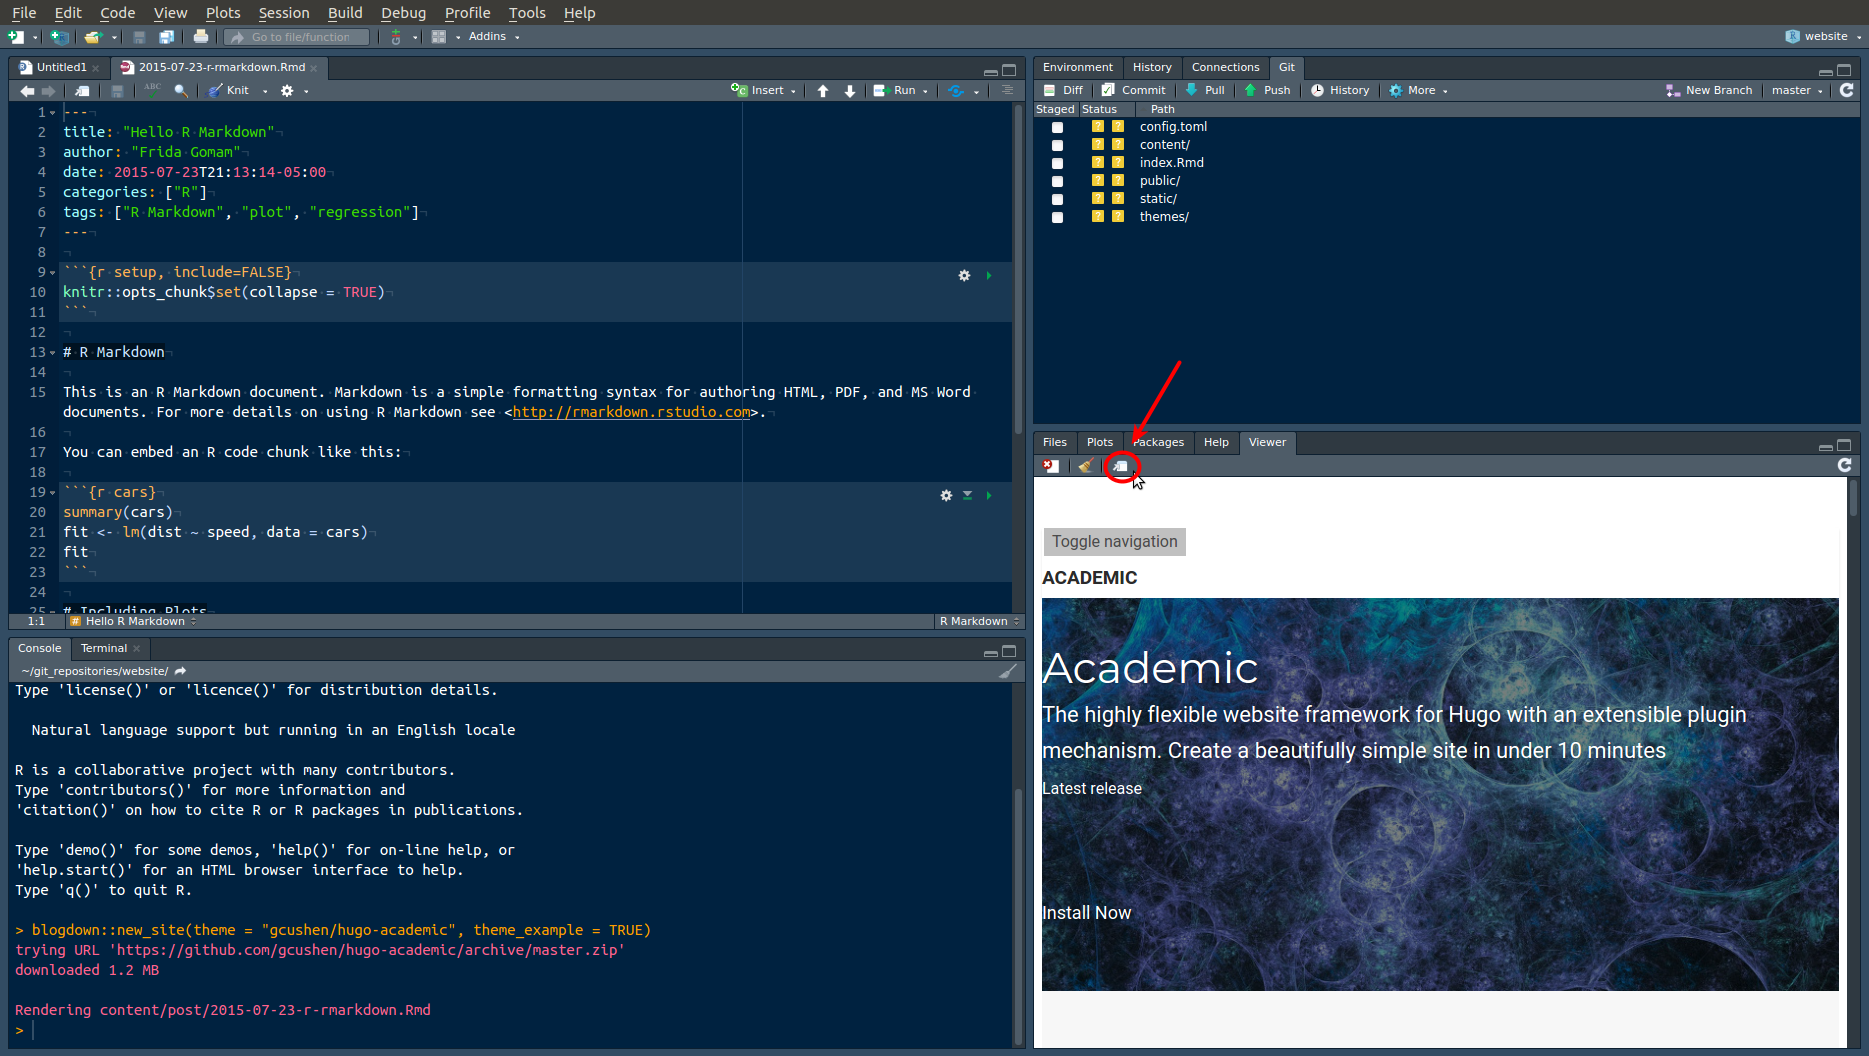 File Edit Code View Plots Session Build Debug Profile Tools Help
Go to file/function Addins website
Untitled1 2015-07-23-r-rmarkdown.Rmd
ABC Knit Insert Run
1 ---
2 title: "Hello R Markdown"
3 author: "Frida Gomam"
4 date: 2015-07-23T21:13:14-05:00
5 categories: ["R"]
6 tags: ["R Markdown", "plot", "regression"]
7 ---
8
9 ```{r setup, include=FALSE}
10 knitr::opts_chunk$set(collapse = TRUE)
11 ```
12
13 # R Markdown
14
15 This is an R Markdown document. Markdown is a simple formatting syntax for authoring HTML, PDF, and MS Word
documents. For more details on using R Markdown see <http://rmarkdown.rstudio.com>.
16
17 You can embed an R code chunk like this:
18
19 ```{r cars}
20 summary(cars)
21 fit <- lm(dist ~ speed, data = cars)
22 fit
23 ```
24
25 # Including Plots
1:1 # Hello R Markdown R Markdown
Console Terminal
~/git_repositories/website/
Type 'license()' or 'licence()' for distribution details.
Natural language support but running in an English locale
R is a collaborative project with many contributors.
Type 'contributors()' for more information and
'citation()' on how to cite R or R packages in publications.
Type 'demo()' for some demos, 'help()' for on-line help, or
'help.start()' for an HTML browser interface to help.
Type 'q()' to quit R.
> blogdown::new_site(theme = "gcushen/hugo-academic", theme_example = TRUE)
trying URL 'https://github.com/gcushen/hugo-academic/archive/master.zip'
downloaded 1.2 MB
Rendering content/post/2015-07-23-r-rmarkdown.Rmd
>
Environment History Connections Git
Diff Commit Pull Push History More New Branch master
Staged Status Path
? ? config.toml
? ? content/
? ? index.Rmd
? ? public/
? ? static/
? ? themes/
Files Plots Packages Help Viewer
Toggle navigation
ACADEMIC
Academic
The highly flexible website framework for Hugo with an extensible plugin
mechanism. Create a beautifully simple site in under 10 minutes
Latest release
Install Now